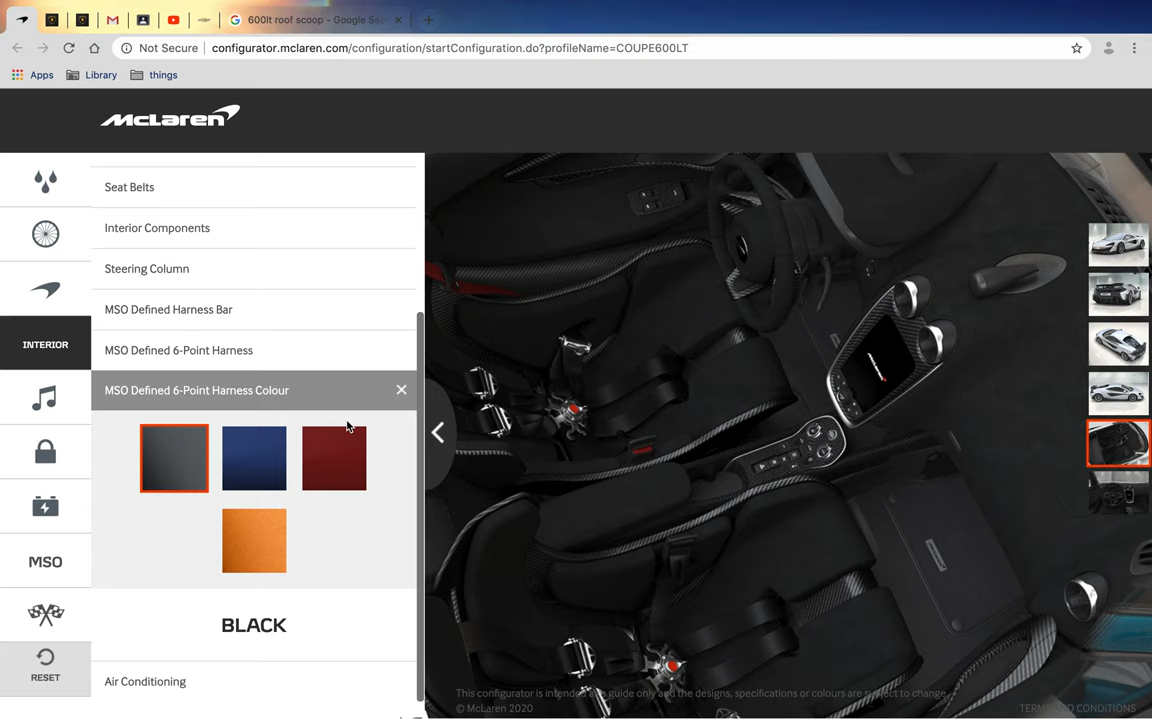 600lt roof scoop - Google Sea
Not Secure
configurator.mclaren.com/configuration/startConfiguration.do?profileName=COUPE600LT
Apps
Library
things
McLaren
Seat Belts
Interior Components
Steering Column
MSO Defined Harness Bar
INTERIOR
MSO Defined 6-Point Harness
MSO Defined 6-Point Harness Colour
MSO
BLACK
RESET
Air Conditioning
This configurator is intended as a guide only and the designs, specifications or colours are subject to change.
© McLaren 2020
TERMS AND CONDITIONS